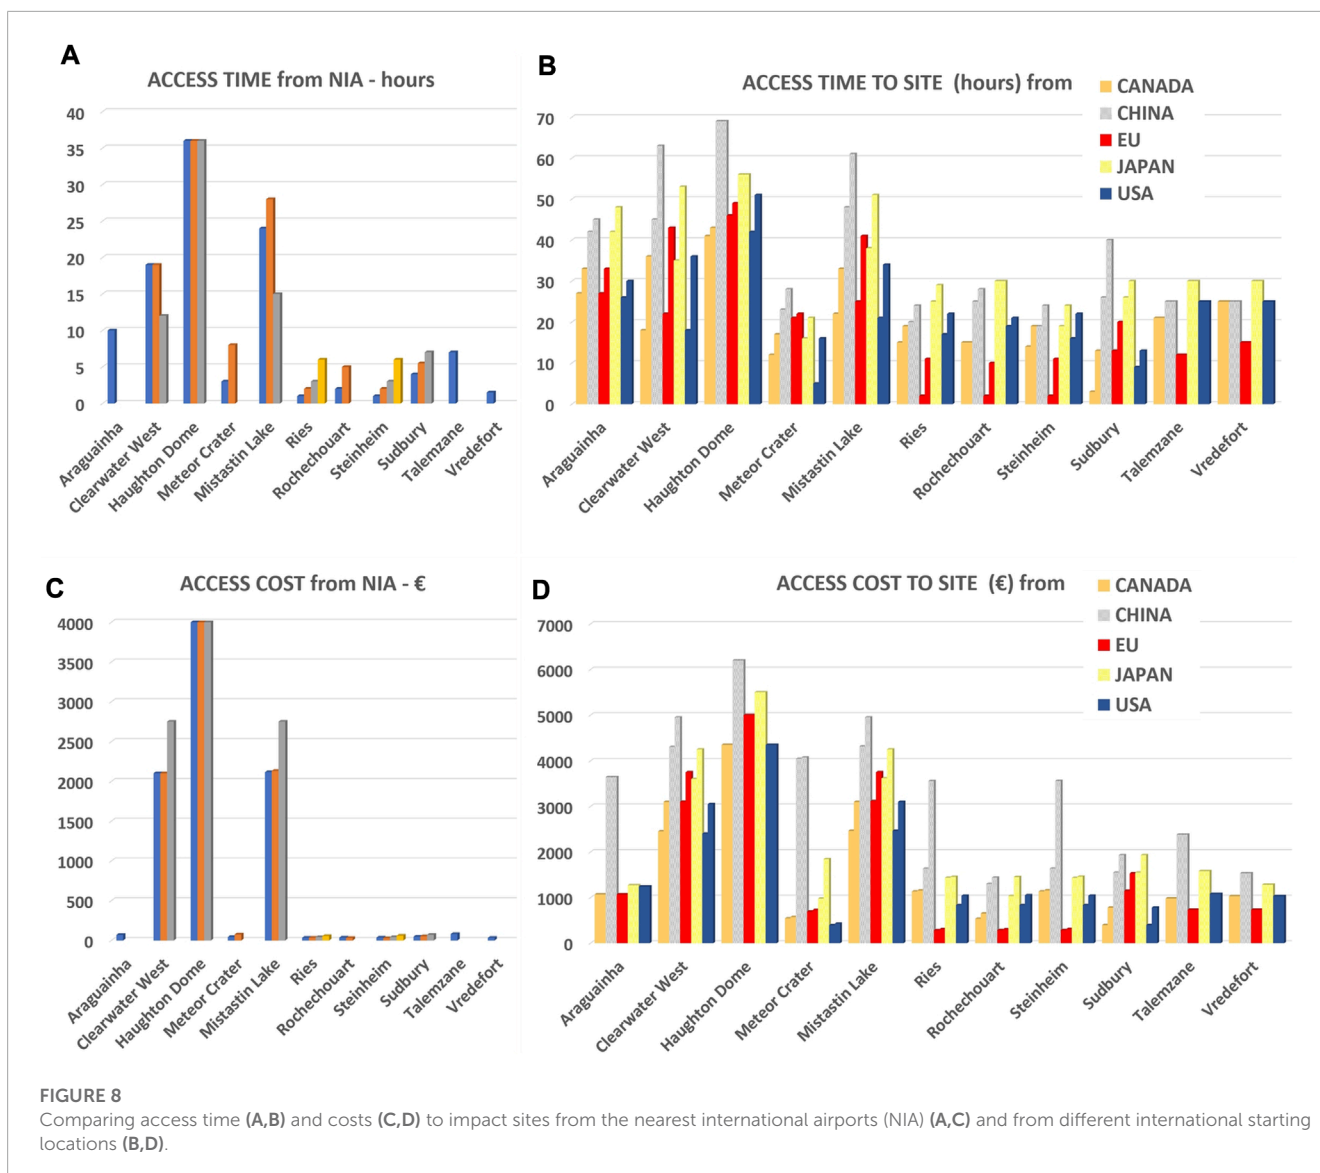 A
ACCESS TIME from NIA - hours
40
35
30
25
20
15
10
5
0
Araguainha
Clearwater West
Haughton Dome
Meteor Crater
Mistastin Lake
Ries
Rochechouart
Steinheim
Sudbury
Talemzane
Vredefort
B
ACCESS TIME TO SITE (hours) from
CANADA
CHINA
EU
JAPAN
USA
70
60
50
40
30
20
10
0
Araguainha
Clearwater West
Haughton Dome
Meteor Crater
Mistastin Lake
Ries
Rochechouart
Steinheim
Sudbury
Talemzane
Vredefort
C
ACCESS COST from NIA - €
4000
3500
3000
2500
2000
1500
1000
500
0
Araguainha
Clearwater West
Haughton Dome
Meteor Crater
Mistastin Lake
Ries
Rochechouart
Steinheim
Sudbury
Talemzane
Vredefort
D
ACCESS COST TO SITE (€) from
CANADA
CHINA
EU
JAPAN
USA
7000
6000
5000
4000
3000
2000
1000
0
Araguainha
Clearwater West
Haughton Dome
Meteor Crater
Mistastin Lake
Ries
Rochechouart
Steinheim
Sudbury
Talemzane
Vredefort
FIGURE 8
Comparing access time (A,B) and costs (C,D) to impact sites from the nearest international airports (NIA) (A,C) and from different international starting
locations (B,D).